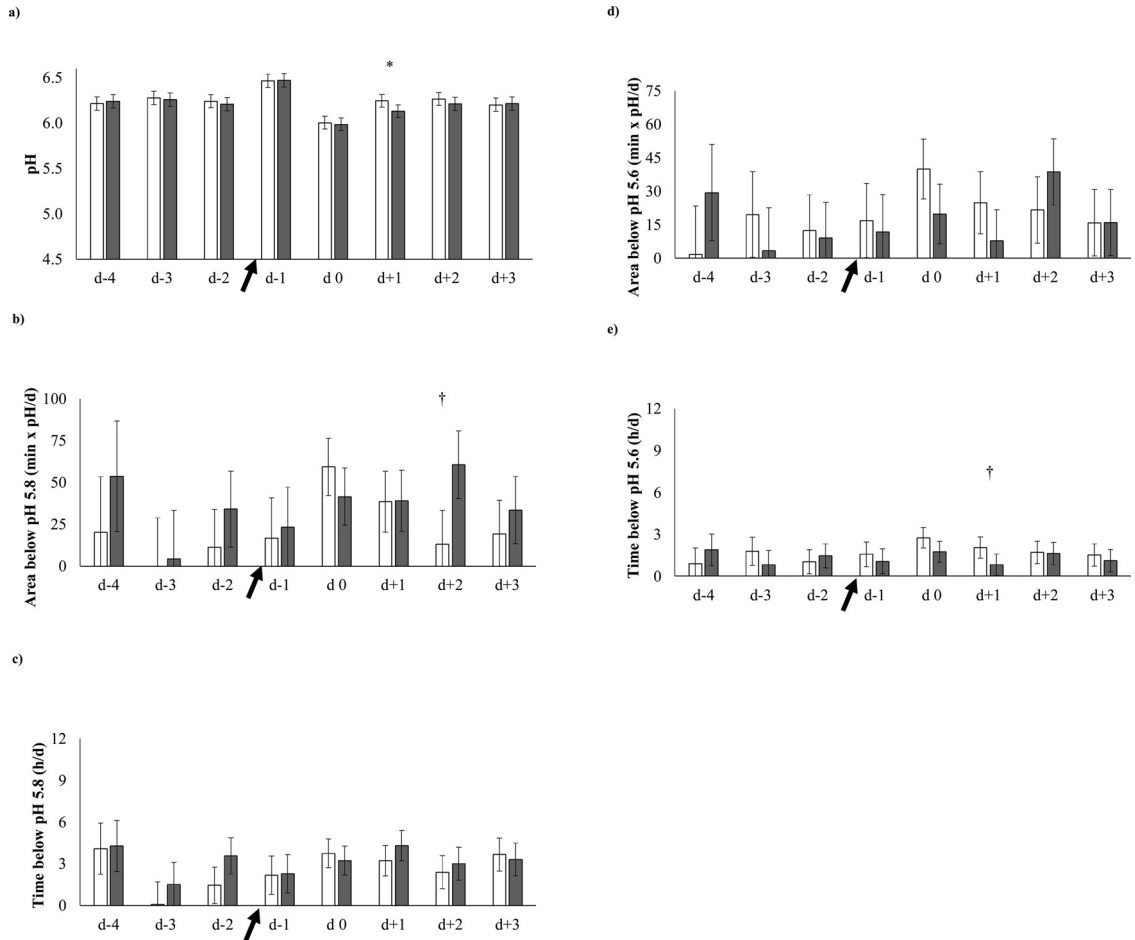 a)
*
6.5
6.0
5.5
5.0
4.5
pH
d-4 d-3 d-2 d-1 d 0 d+1 d+2 d+3
b)
†
100
75
50
25
0
Area below pH 5.8 (min x pH/d)
d-4 d-3 d-2 d-1 d 0 d+1 d+2 d+3
c)
12
9
6
3
0
Time below pH 5.8 (h/d)
d-4 d-3 d-2 d-1 d 0 d+1 d+2 d+3
d)
75
60
45
30
15
0
Area below pH 5.6 (min x pH/d)
d-4 d-3 d-2 d-1 d 0 d+1 d+2 d+3
e)
12
9
6
3
0
†
Time below pH 5.6 (h/d)
d-4 d-3 d-2 d-1 d 0 d+1 d+2 d+3